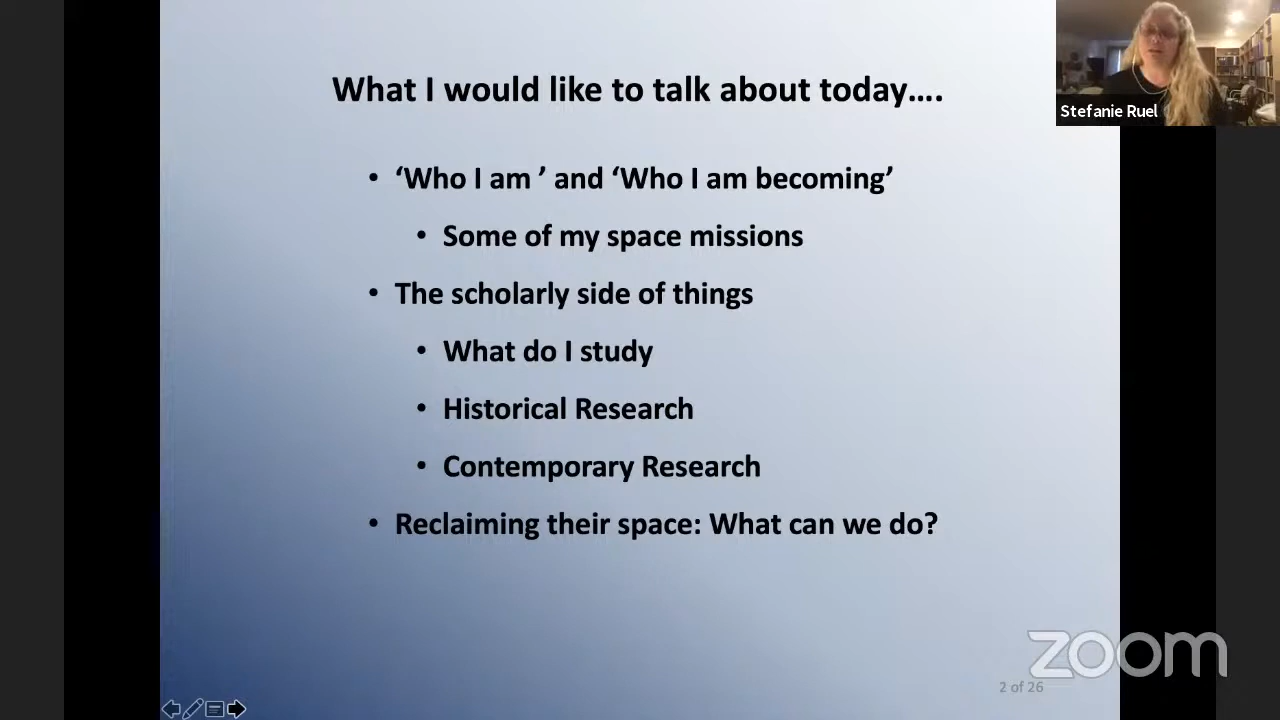 What I would like to talk about today….
Stefanie Ruel
• ‘Who I am ’ and ‘Who I am becoming’
• Some of my space missions
• The scholarly side of things
• What do I study
• Historical Research
• Contemporary Research
• Reclaiming their space: What can we do?
zoom
2 of 26